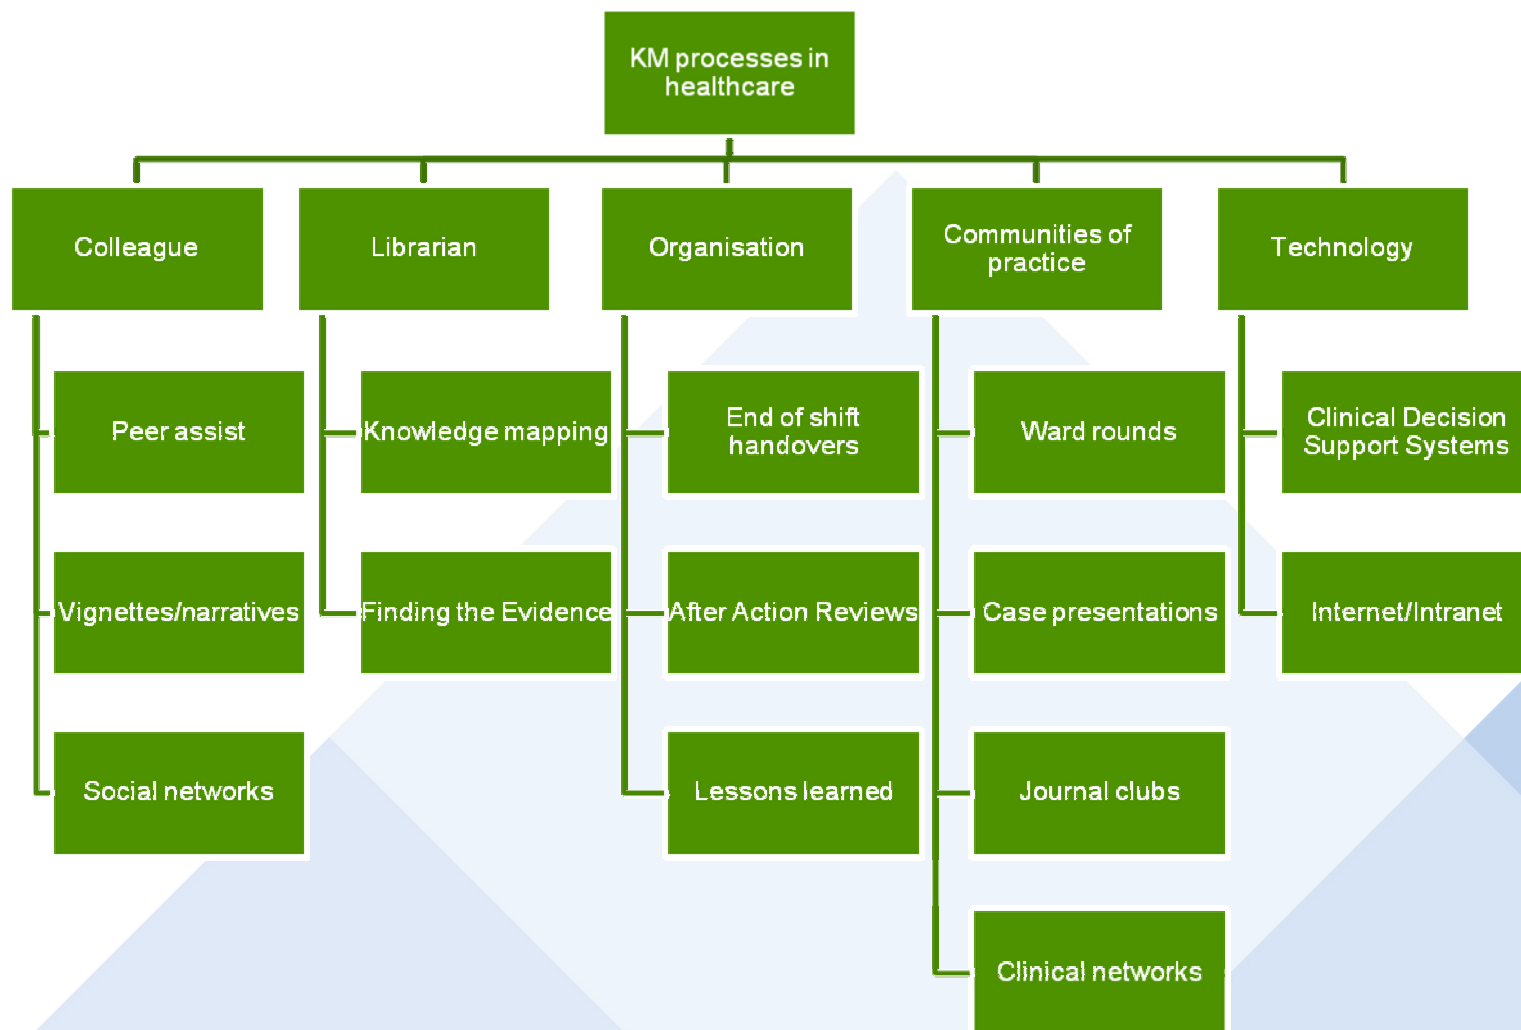 KM processes in
healthcare
Colleague
Librarian
Organisation
Communities of
practice
Technology
Peer assist
Knowledge mapping
End of shift
handovers
Ward rounds
Clinical Decision
Support Systems
Vignettes/narratives
Finding the Evidence
After Action Reviews
Case presentations
Internet/Intranet
Social networks
Lessons learned
Journal clubs
Clinical networks